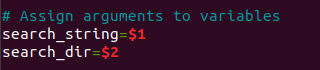 # Assign arguments to variables
search_string=$1
search_dir=$2